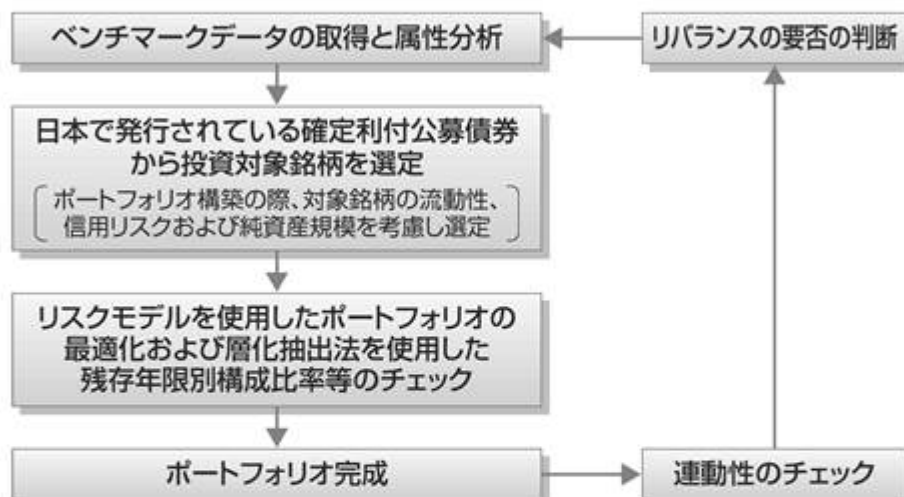 ベンチマークデータの取得と属性分析
リバランスの要否の判断
日本で発行されている確定利付公募債券
から投資対象銘柄を選定
ポートフォリオ構築の際、対象銘柄の流動性、
信用リスクおよび純資産規模を考慮し選定
リスクモデルを使用したポートフォリオの
最適化および層化抽出法を使用した
残存年限別構成比率等のチェック
ポートフォリオ完成
連動性のチェック